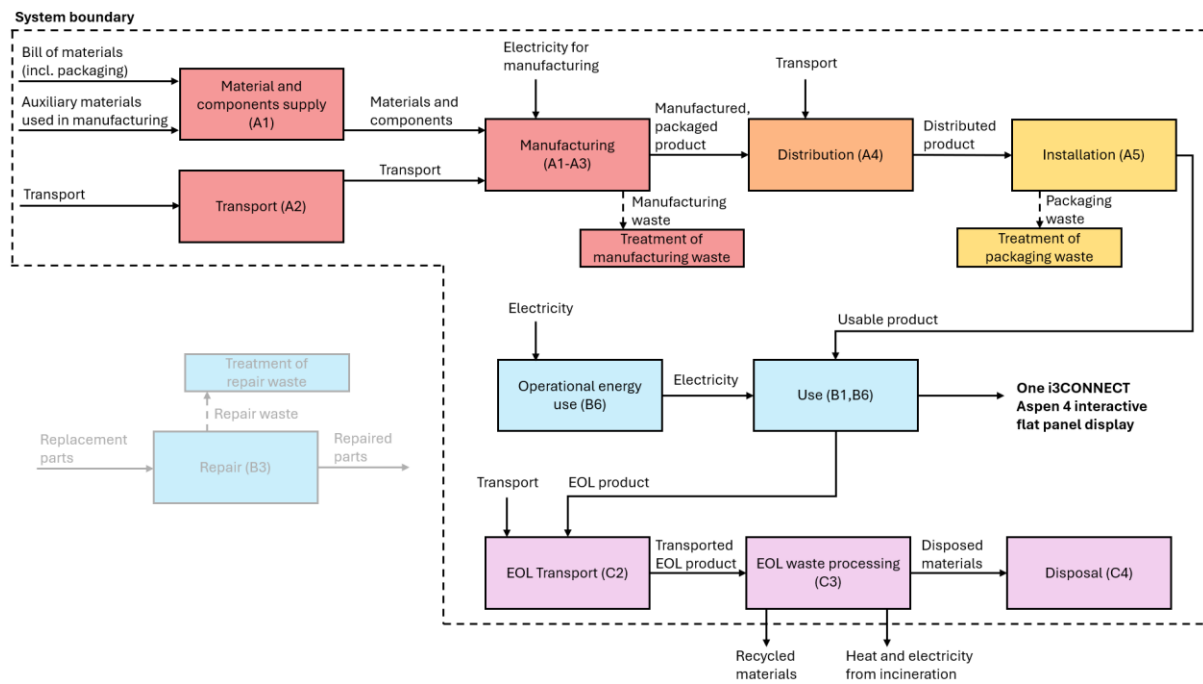 System boundary
Bill of materials
(incl. packaging)
Auxiliary materials
used in manufacturing
Material and
components supply
(A1)
Materials and
components
Electricity for
manufacturing
Manufacturing
(A1-A3)
Manufactured,
packaged
product
Transport
Distribution (A4)
Distributed
product
Installation (A5)
Transport
Transport (A2)
Transport
Manufacturing
waste
Treatment of
manufacturing waste
Packaging
waste
Treatment of
packaging waste
Electricity
Usable product
Operational energy
use (B6)
Electricity
Use (B1,B6)
One i3CONNECT
Aspen 4 interactive
flat panel display
Treatment of
repair waste
Repair waste
Replacement
parts
Repair (B3)
Repaired
parts
Transport
EOL product
EOL Transport (C2)
Transported
EOL product
EOL waste processing
(C3)
Disposed
materials
Disposal (C4)
Recycled
materials
Heat and electricity
from incineration